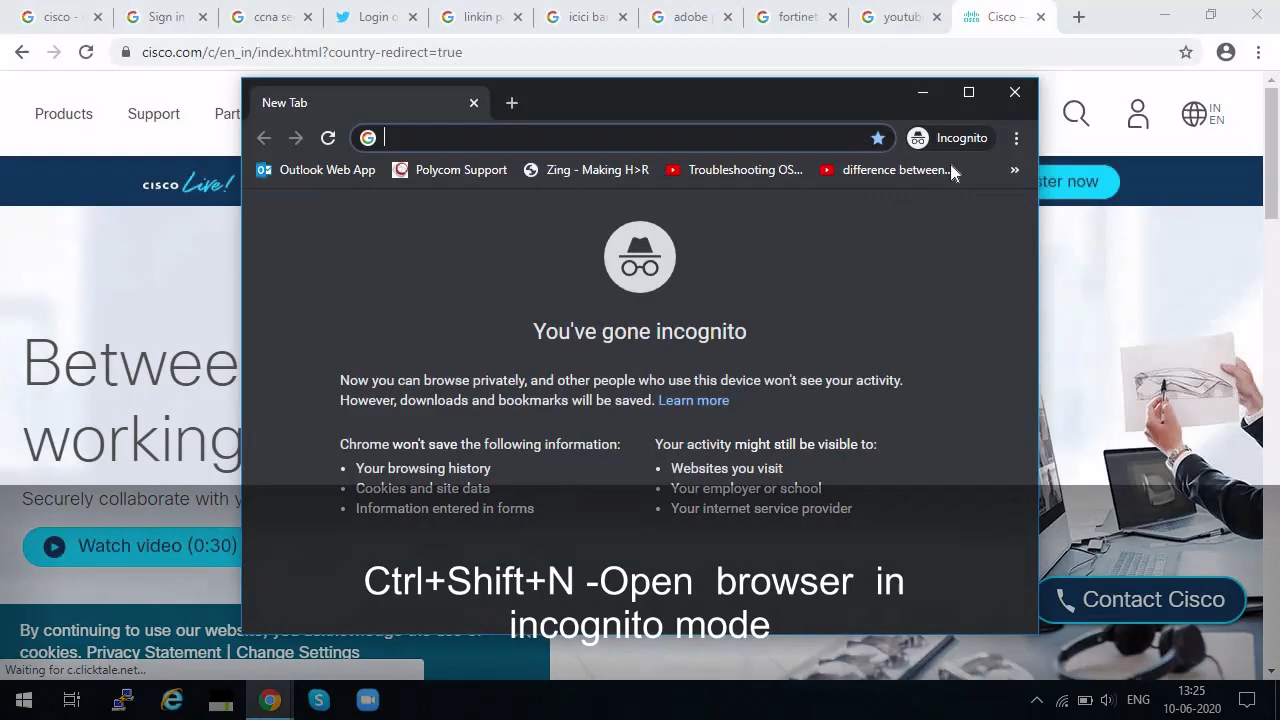 cisco -
Sign in
ccna se
Login o
linkin p
icici ba
adobe p
fortinet
youtub
Cisco –
cisco.com/c/en_in/index.html?country-redirect=true
Products
Support
Part
IN
EN
New Tab
Incognito
Outlook Web App
Polycom Support
Zing - Making H>R
Troubleshooting OS...
difference between...
»
CISCO Live!
ster now
You've gone incognito
Now you can browse privately, and other people who use this device won't see your activity.
However, downloads and bookmarks will be saved. Learn more
Chrome won't save the following information:
• Your browsing history
• Cookies and site data
• Information entered in forms
Your activity might still be visible to:
• Websites you visit
• Your employer or school
• Your internet service provider
Betwee
working
Securely collaborate with y
Watch video (0:30)
Ctrl+Shift+N -Open browser in
incognito mode
Contact Cisco
By continuing to use our website, you acknowledge the use of
cookies. Privacy Statement | Change Settings
Waiting for c.clicktale.net...
ENG
13:25
10-06-2020